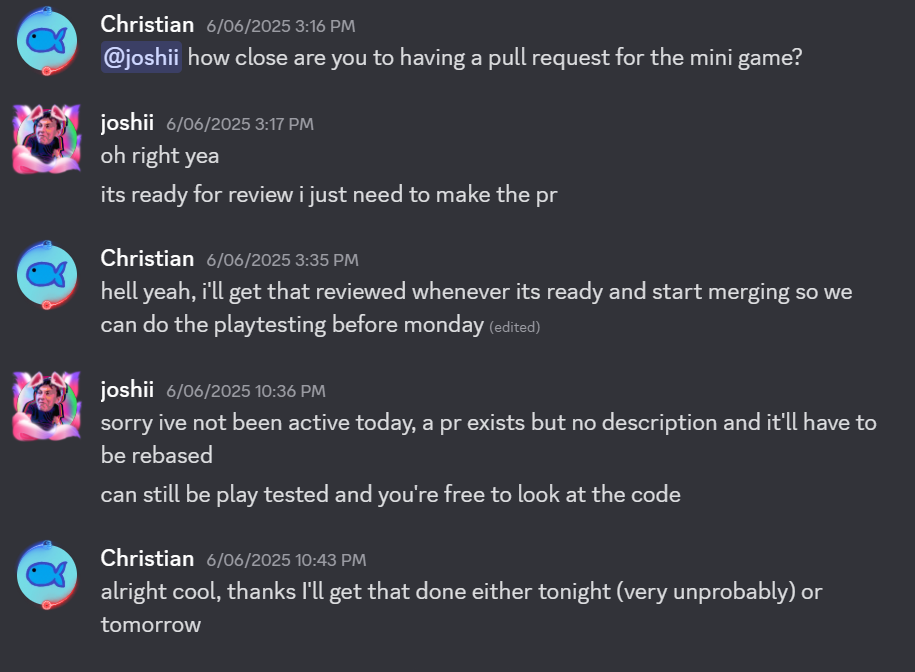 Christian 6/06/2025 3:16 PM
@joshii how close are you to having a pull request for the mini game?
joshii 6/06/2025 3:17 PM
oh right yea
its ready for review i just need to make the pr
Christian 6/06/2025 3:35 PM
hell yeah, i'll get that reviewed whenever its ready and start merging so we
can do the playtesting before monday (edited)
joshii 6/06/2025 10:36 PM
sorry ive not been active today, a pr exists but no description and it'll have to
be rebased
can still be play tested and you're free to look at the code
Christian 6/06/2025 10:43 PM
alright cool, thanks I'll get that done either tonight (very unprobably) or
tomorrow